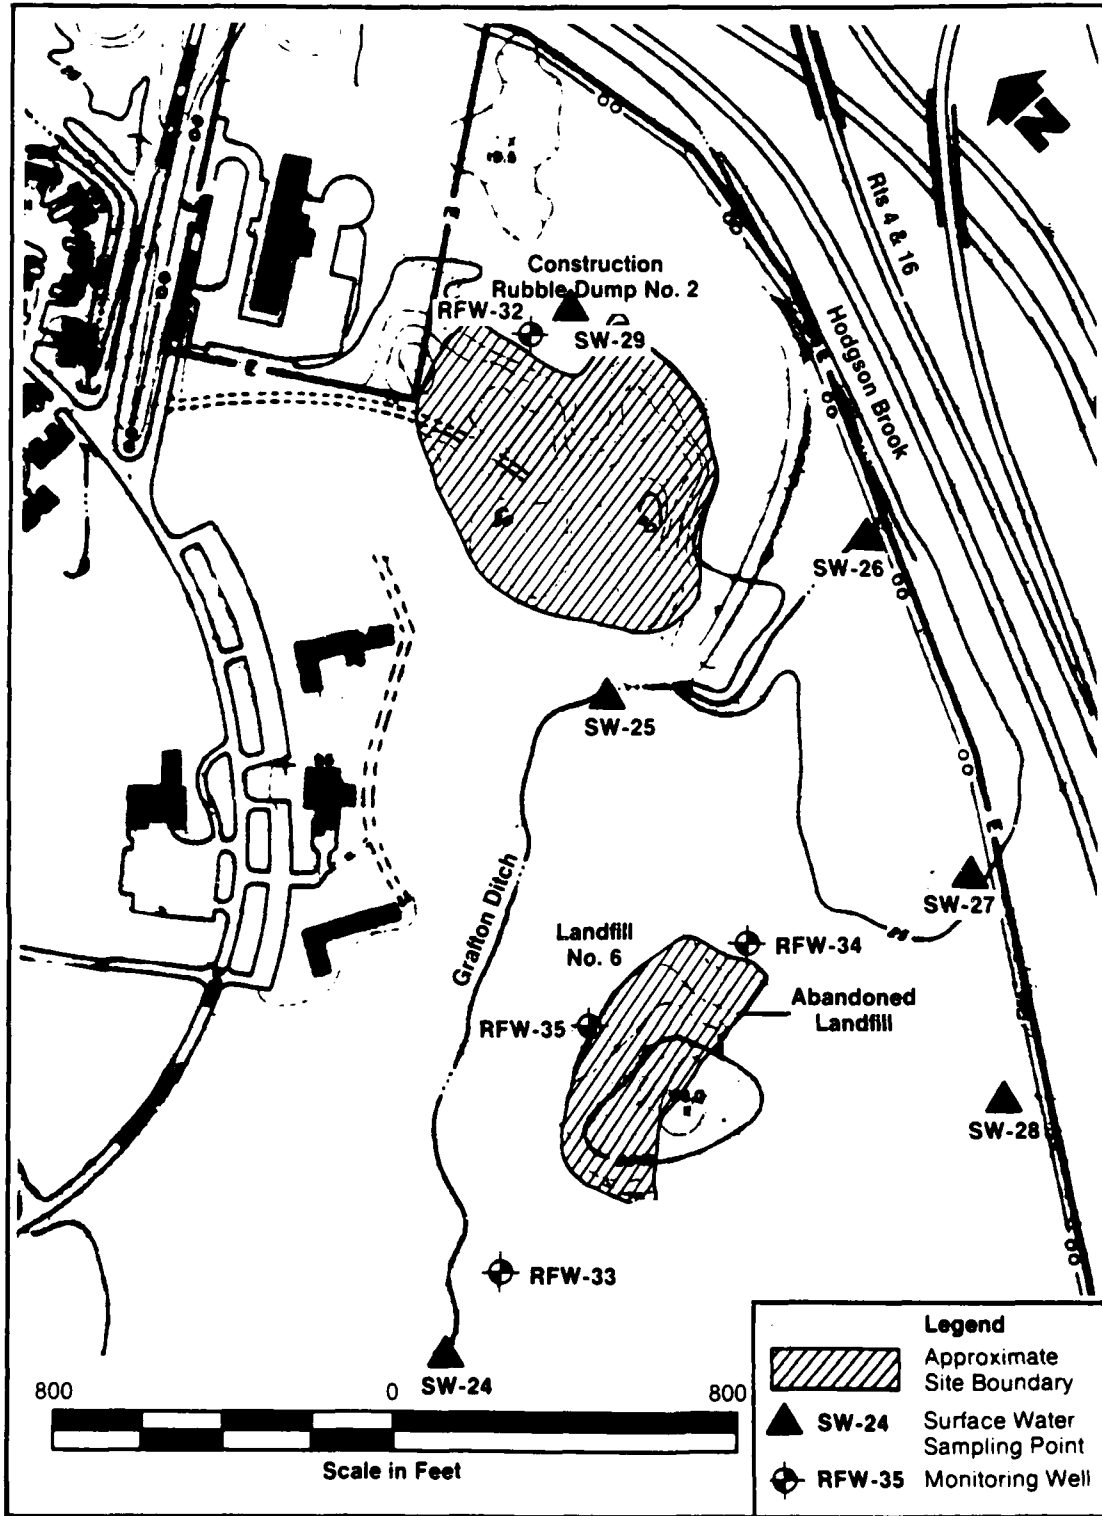 N
Rts 4 & 16
19.5
Construction
Rubble Dump No. 2
RFW-32
SW-29
Hodgson Brook
E
E
SW-26
SW-25
E
SW-27
Grafton Ditch
Landfill
No. 6
RFW-34
Abandoned
Landfill
RFW-35
SW-28
RFW-33
SW-24
800 0 800
Scale in Feet
Legend
Approximate
Site Boundary
SW-24 Surface Water
Sampling Point
RFW-35 Monitoring Well